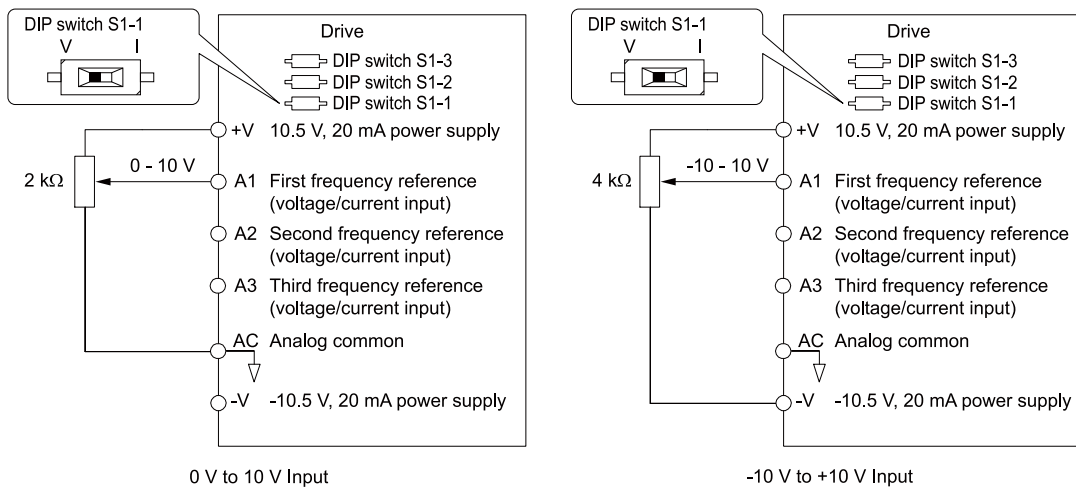 DIP switch S1-1
V I
Drive
DIP switch S1-3
DIP switch S1-2
DIP switch S1-1
+V 10.5 V, 20 mA power supply
2 kΩ
0 - 10 V
A1 First frequency reference
(voltage/current input)
A2 Second frequency reference
(voltage/current input)
A3 Third frequency reference
(voltage/current input)
AC Analog common
-V -10.5 V, 20 mA power supply
0 V to 10 V Input
DIP switch S1-1
V I
Drive
DIP switch S1-3
DIP switch S1-2
DIP switch S1-1
+V 10.5 V, 20 mA power supply
4 kΩ
-10 - 10 V
A1 First frequency reference
(voltage/current input)
A2 Second frequency reference
(voltage/current input)
A3 Third frequency reference
(voltage/current input)
AC Analog common
-V -10.5 V, 20 mA power supply
-10 V to +10 V Input